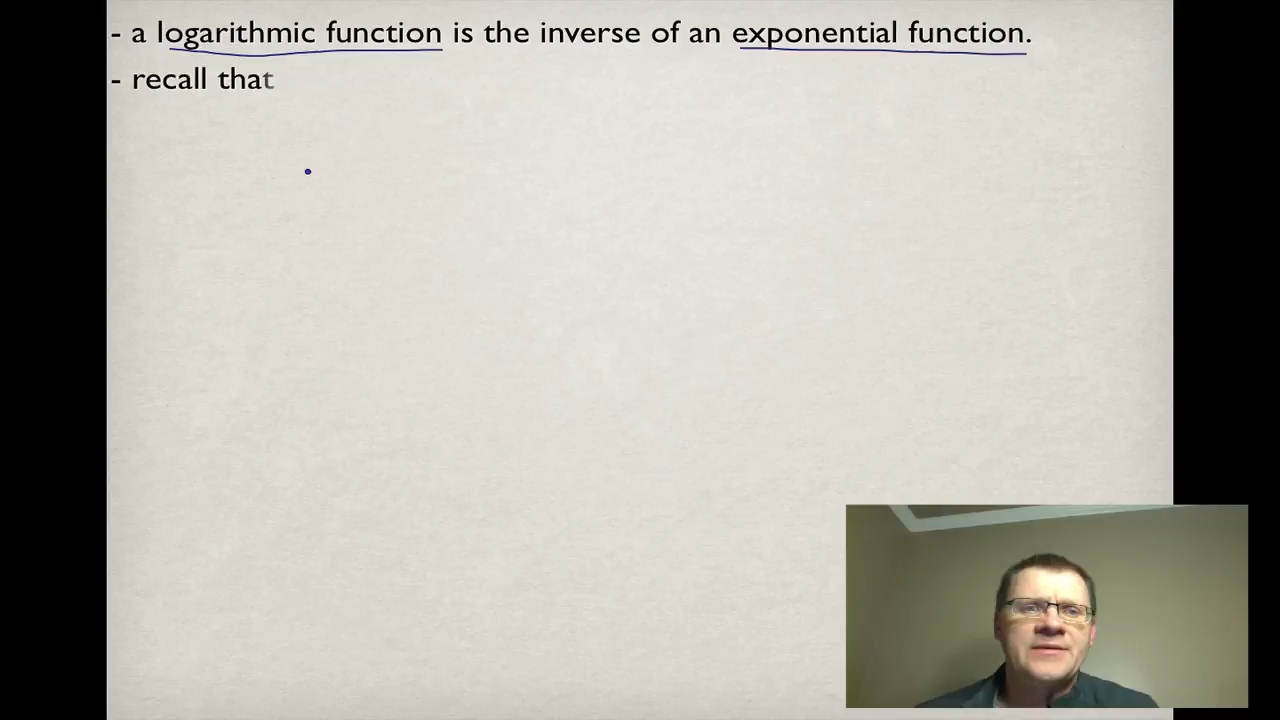 - a logarithmic function is the inverse of an exponential function.
- recall that